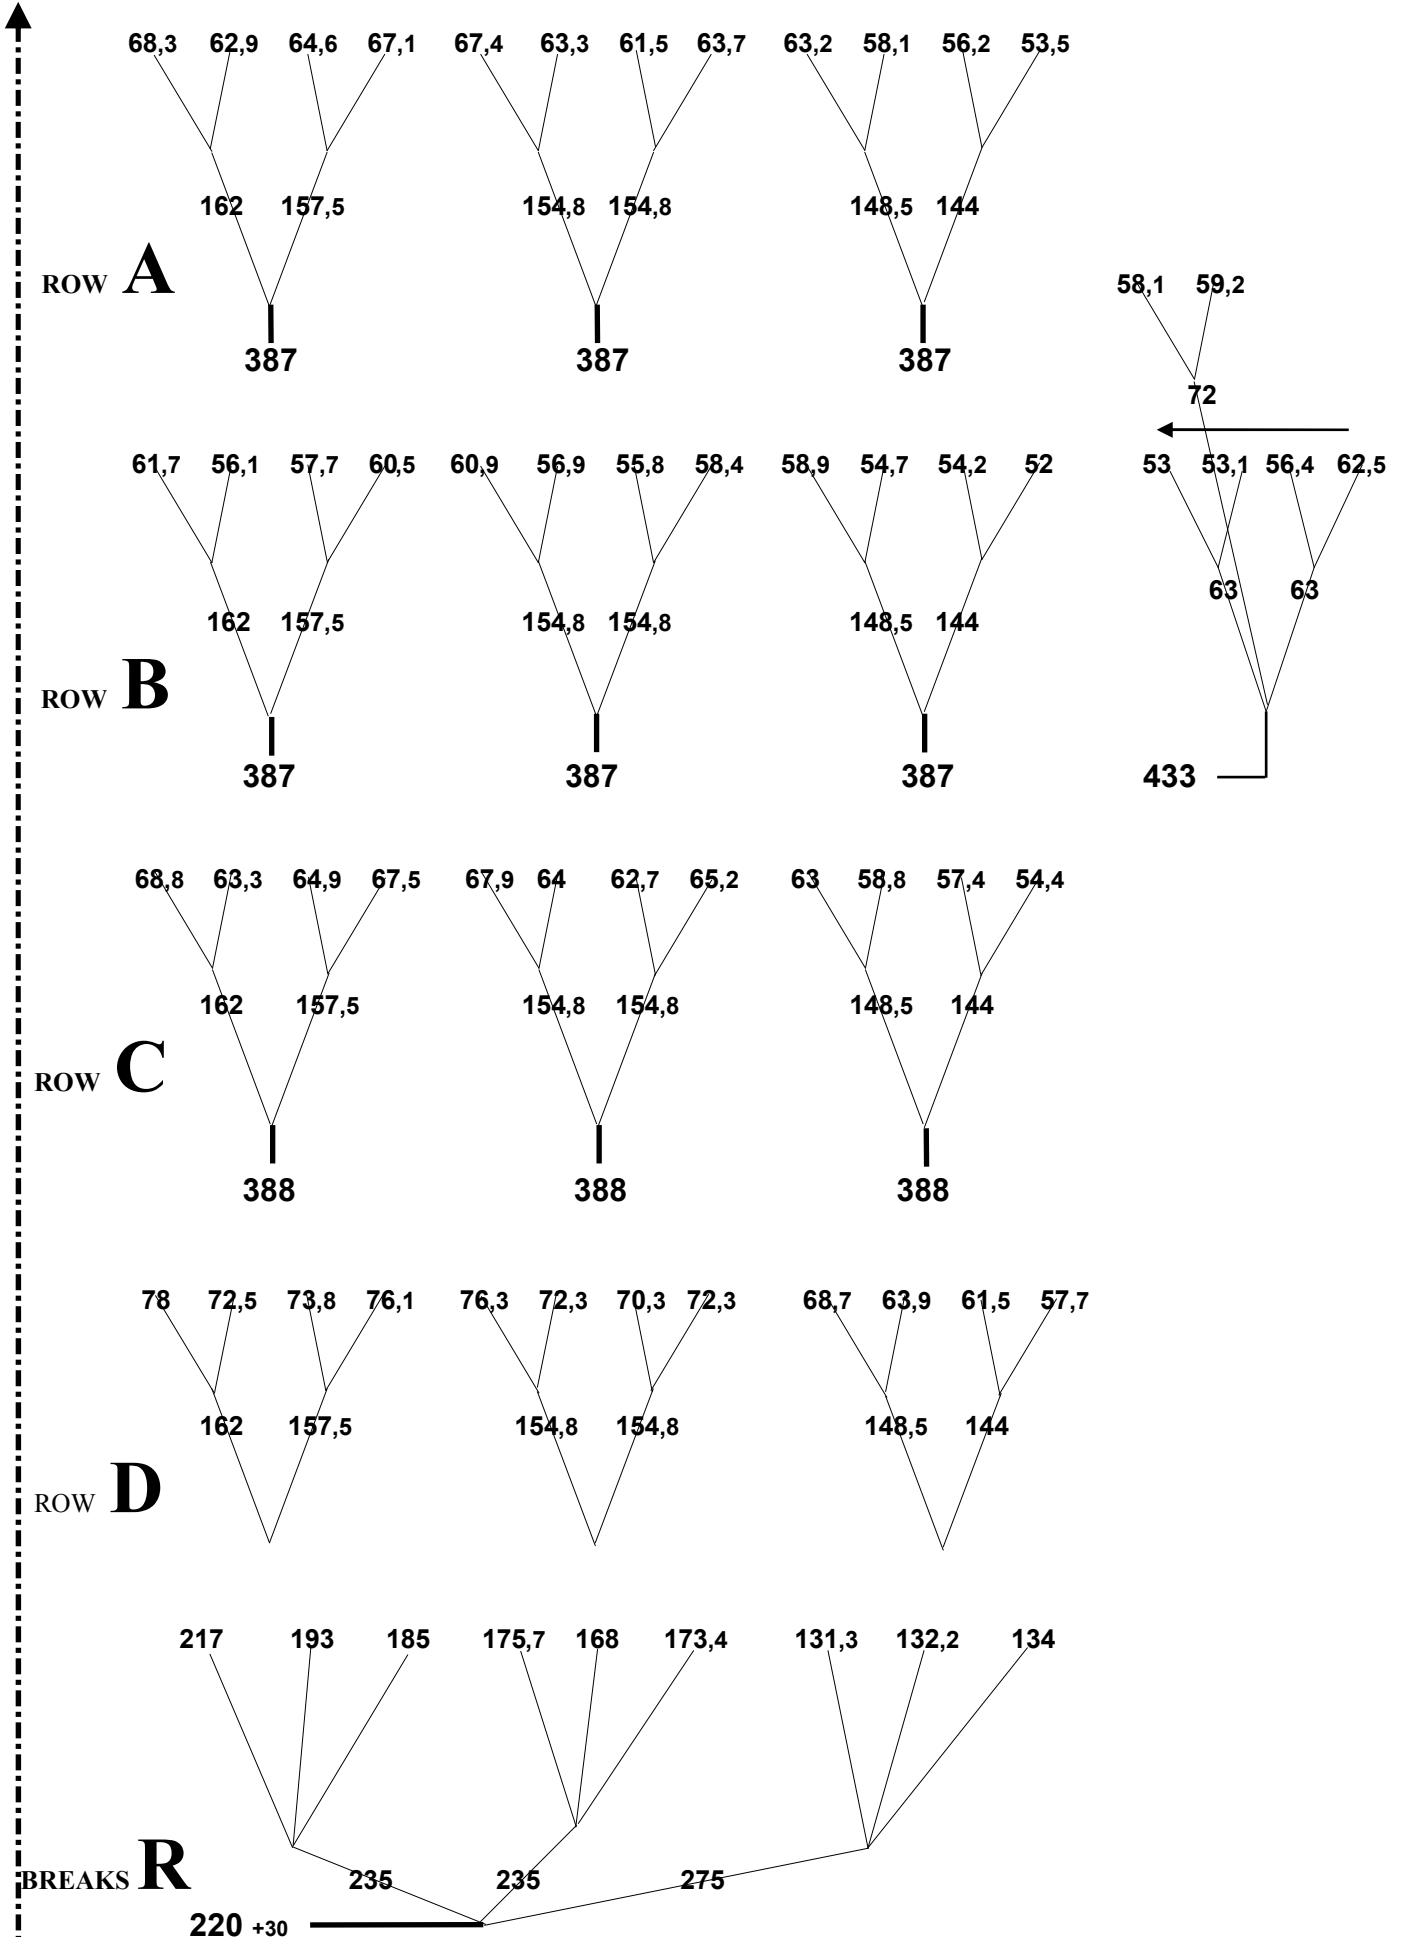 68,3 62,9 64,6 67,1 67,4 63,3 61,5 63,7 63,2 58,1 56,2 53,5
162 157,5 154,8 154,8 148,5 144
ROW A
58,1 59,2
387 387 387
72
61,7 56,1 57,7 60,5 60,9 56,9 55,8 58,4 58,9 54,7 54,2 52 53 53,1 56,4 62,5
63 63
162 157,5 154,8 154,8 148,5 144
ROW B
387 387 387 433
68,8 63,3 64,9 67,5 67,9 64 62,7 65,2 63 58,8 57,4 54,4
162 157,5 154,8 154,8 148,5 144
ROW C
388 388 388
78 72,5 73,8 76,1 76,3 72,3 70,3 72,3 68,7 63,9 61,5 57,7
162 157,5 154,8 154,8 148,5 144
ROW D
217 193 185 175,7 168 173,4 131,3 132,2 134
BREAKS R 235 235 275
220 +30